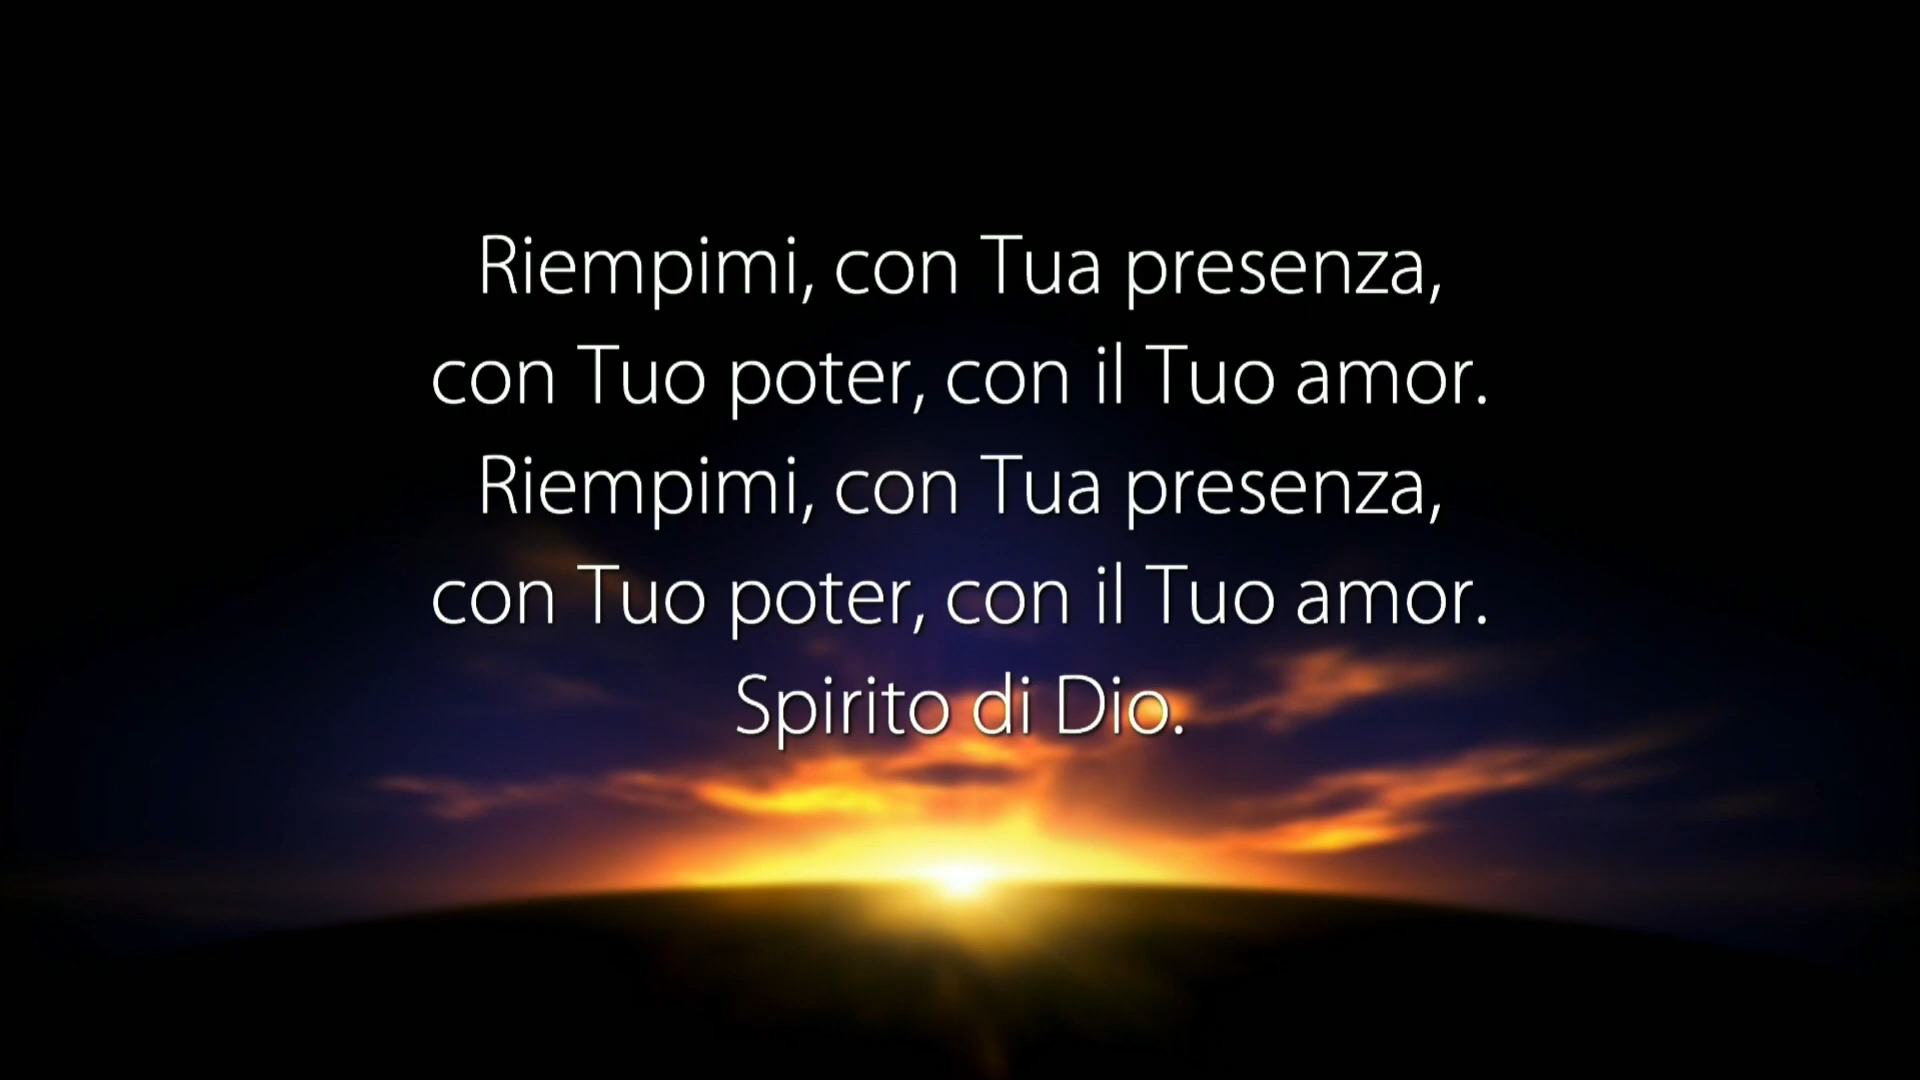 Riempimi, con Tua presenza,
con Tuo poter, con il Tuo amor.
Riempimi, con Tua presenza,
con Tuo poter, con il Tuo amor.
Spirito di Dio.